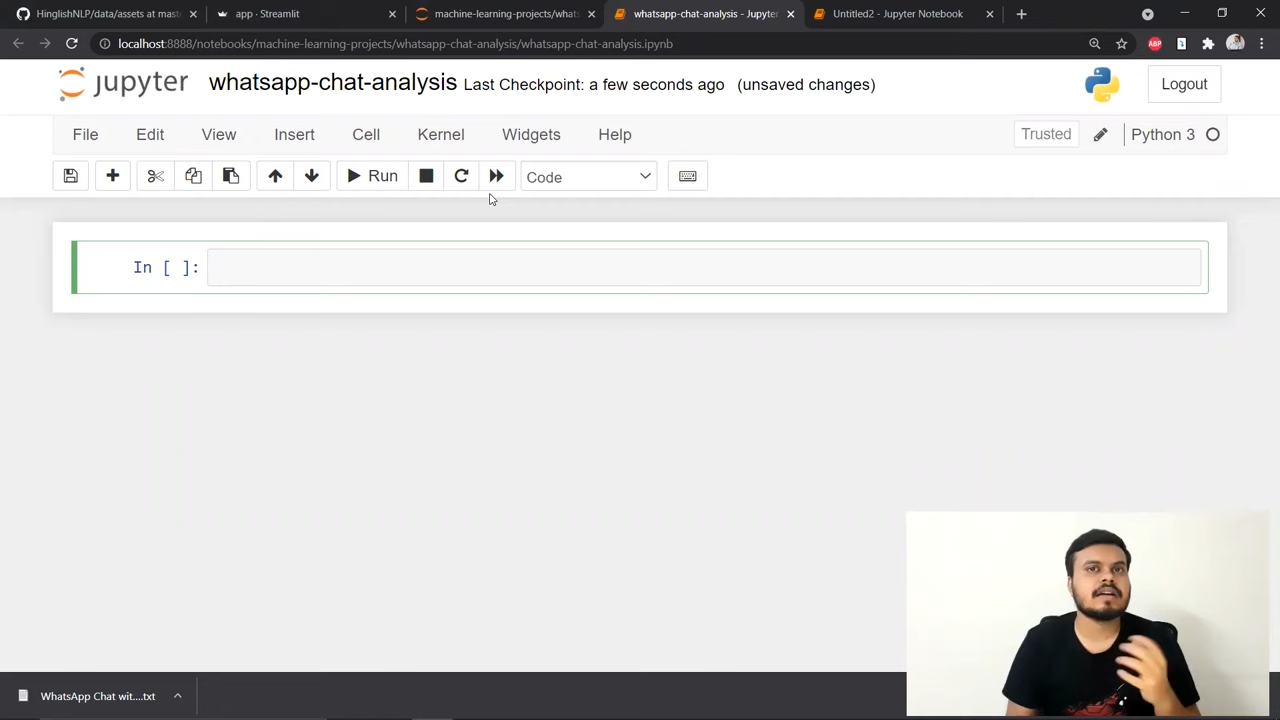 HinglishNLP/data/assets at mast
app · Streamlit
machine-learning-projects/whats
whatsapp-chat-analysis - Jupyter
Untitled2 - Jupyter Notebook
localhost:8888/notebooks/machine-learning-projects/whatsapp-chat-analysis/whatsapp-chat-analysis.ipynb
ABP
jupyter whatsapp-chat-analysis Last Checkpoint: a few seconds ago (unsaved changes)
Logout
File Edit View Insert Cell Kernel Widgets Help
Trusted
Python 3
Run
Code
In [ ]:
WhatsApp Chat wit....txt